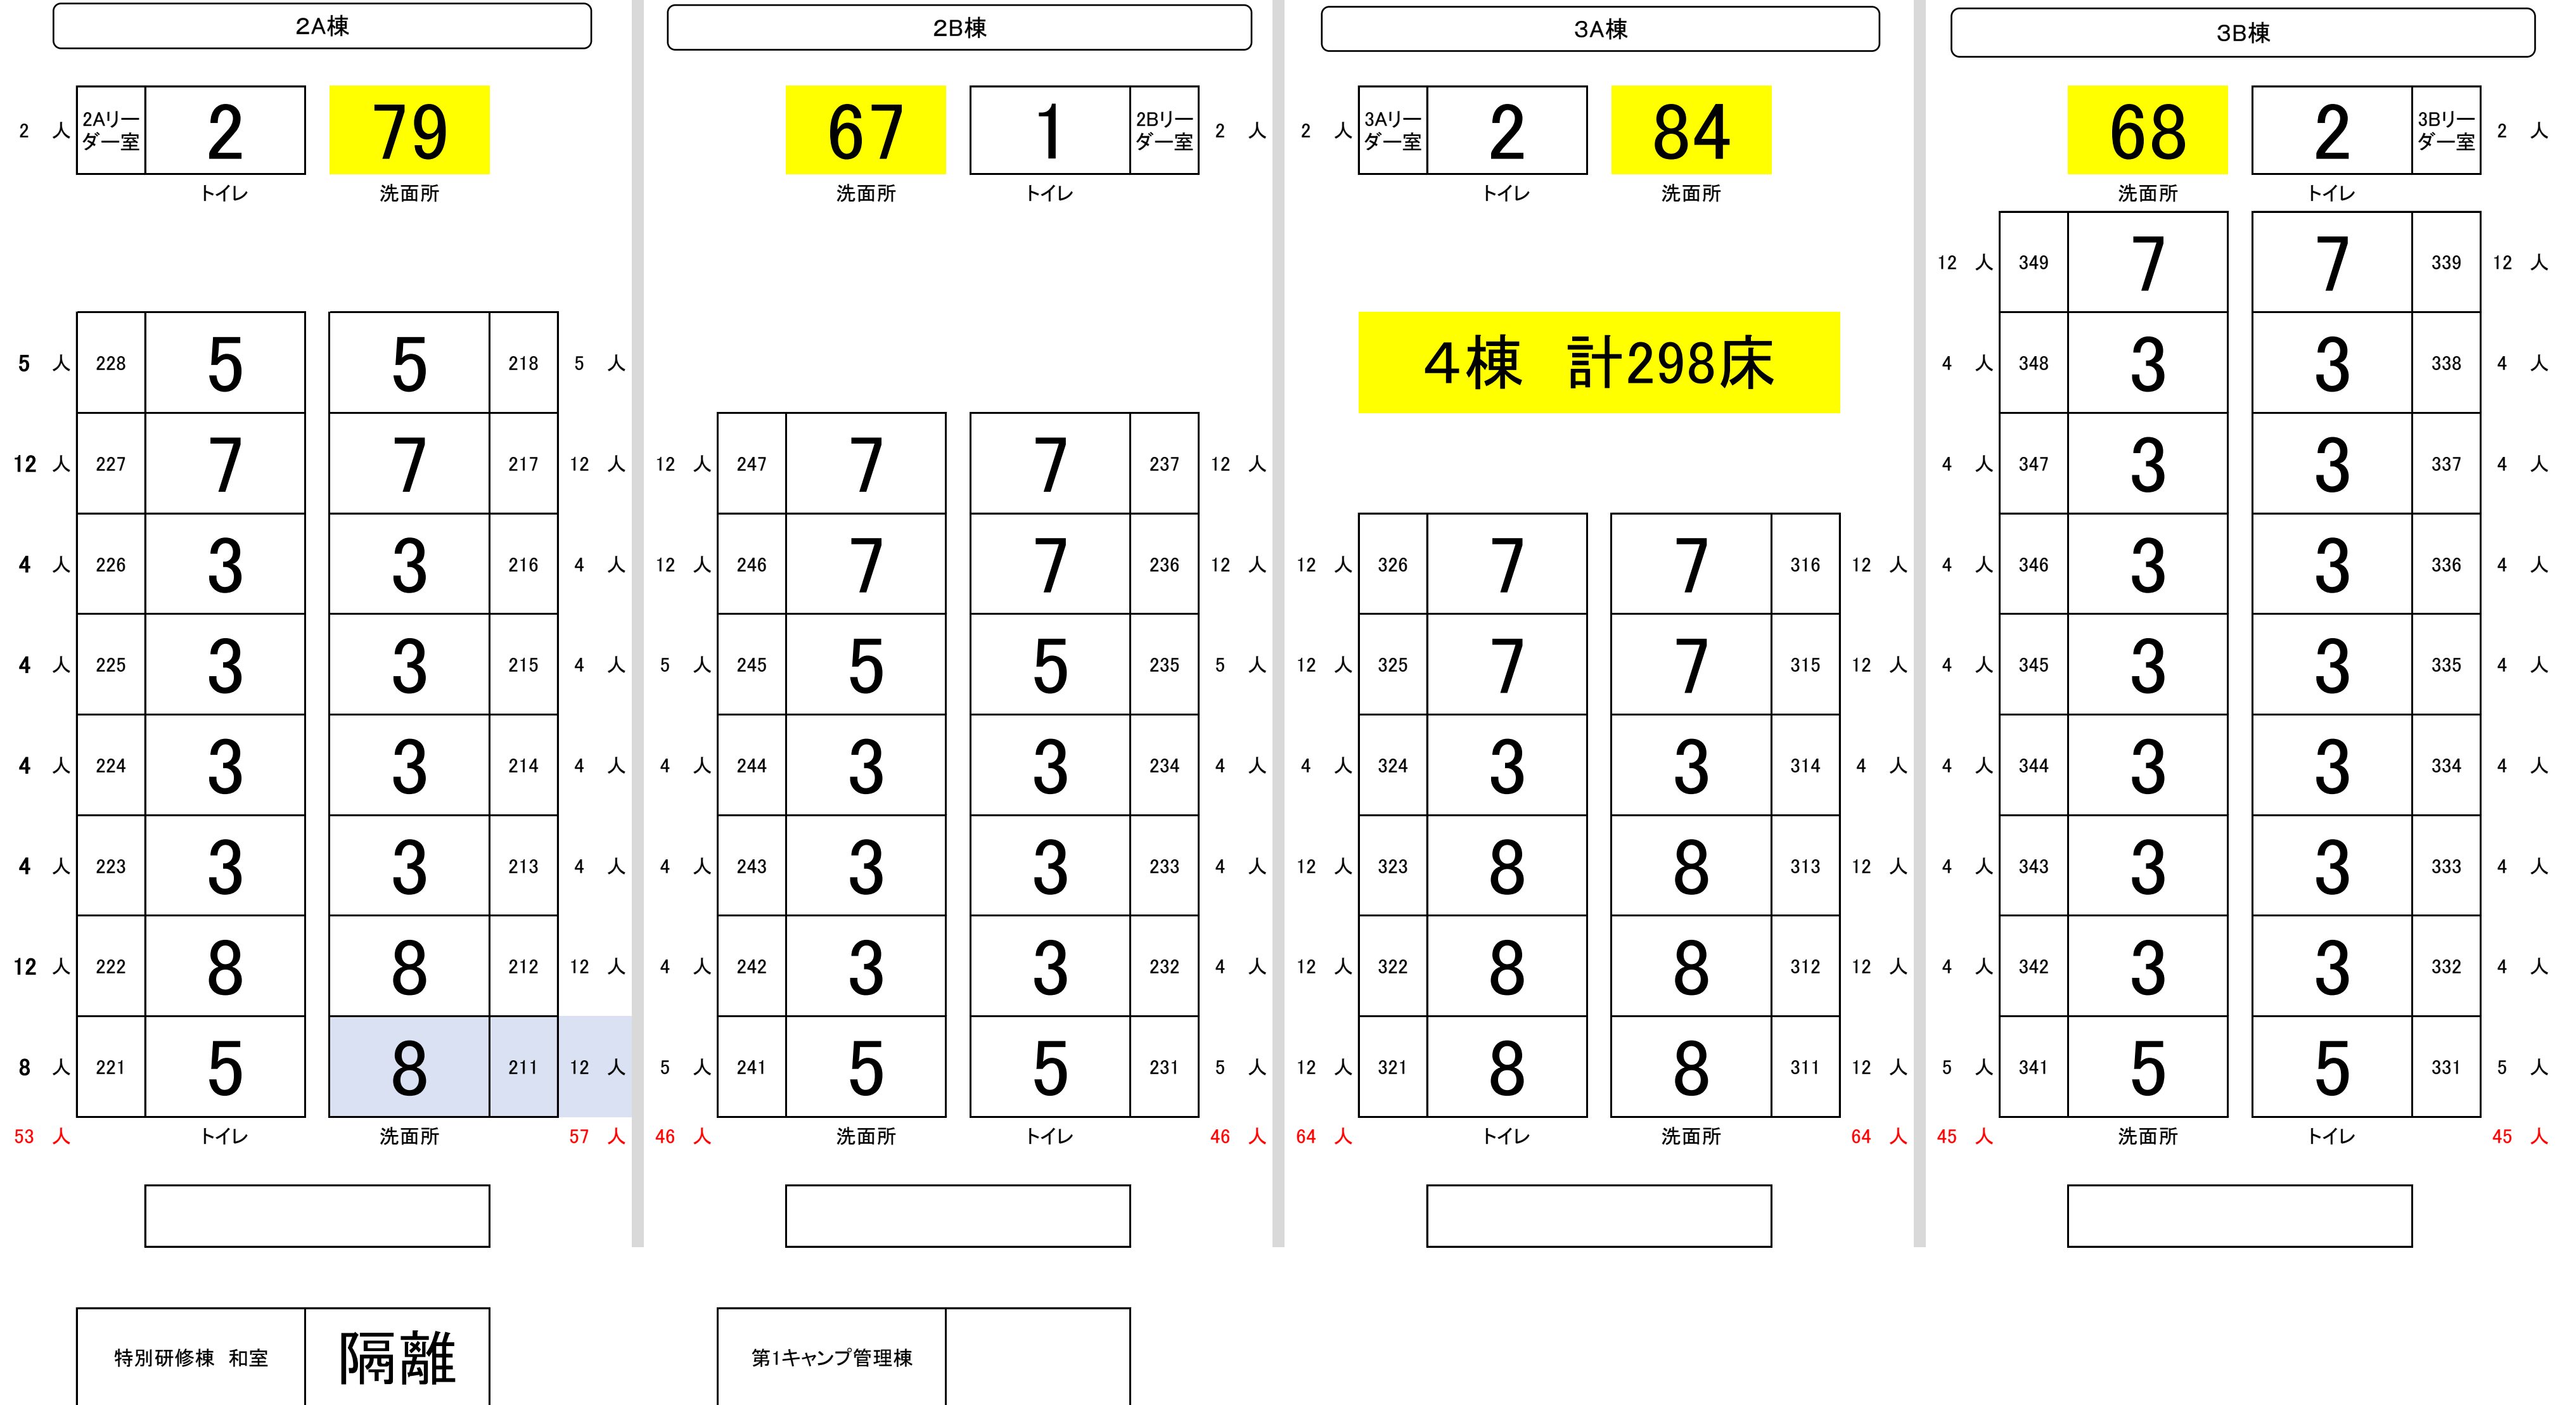 ２Ａ棟 ２Ｂ棟 ３Ａ棟 ３Ｂ棟
2 人 2Aリーダー室 2 79 67 1 2Bリーダー室 2 人 2 人 3Aリーダー室 2 84 68 2 3Bリーダー室 2 人
トイレ 洗面所 洗面所 トイレ トイレ 洗面所 洗面所 トイレ
12 人 349 7 7 339 12 人
5 人 228 5 5 218 5 人 ４棟　計298床 4 人 348 3 3 338 4 人
12 人 227 7 7 217 12 人 12 人 247 7 7 237 12 人 4 人 347 3 3 337 4 人
4 人 226 3 3 216 4 人 12 人 246 7 7 236 12 人 12 人 326 7 7 316 12 人 4 人 346 3 3 336 4 人
4 人 225 3 3 215 4 人 5 人 245 5 5 235 5 人 12 人 325 7 7 315 12 人 4 人 345 3 3 335 4 人
4 人 224 3 3 214 4 人 4 人 244 3 3 234 4 人 4 人 324 3 3 314 4 人 4 人 344 3 3 334 4 人
4 人 223 3 3 213 4 人 4 人 243 3 3 233 4 人 12 人 323 8 8 313 12 人 4 人 343 3 3 333 4 人
12 人 222 8 8 212 12 人 4 人 242 3 3 232 4 人 12 人 322 8 8 312 12 人 4 人 342 3 3 332 4 人
8 人 221 5 8 211 12 人 5 人 241 5 5 231 5 人 12 人 321 8 8 311 12 人 5 人 341 5 5 331 5 人
53 人 トイレ 洗面所 57 人 46 人 洗面所 トイレ 46 人 64 人 トイレ 洗面所 64 人 45 人 洗面所 トイレ 45 人
特別研修棟　和室 隔離 第1キャンプ管理棟